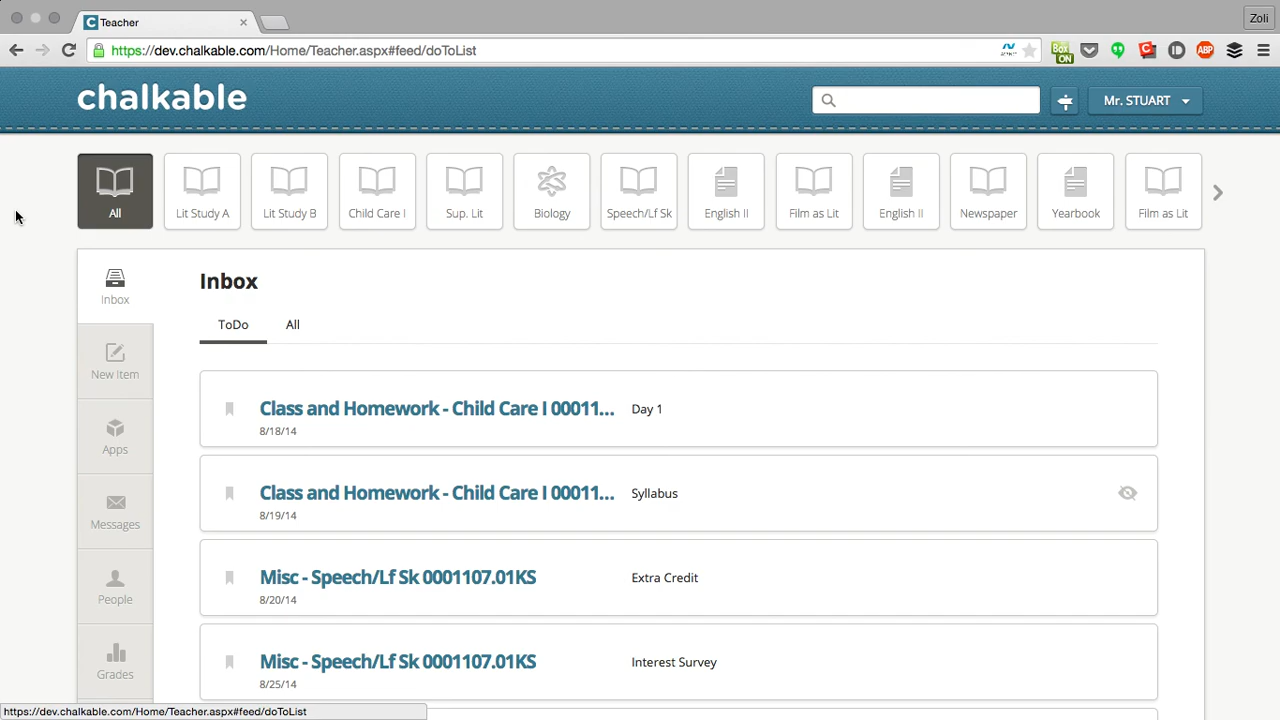 Teacher
Zoli
https://dev.chalkable.com/Home/Teacher.aspx#feed/doToList
Box ON
ABP
chalkable
Mr. STUART
All
Lit Study A
Lit Study B
Child Care I
Sup. Lit
Biology
Speech/Lf Sk
English II
Film as Lit
English II
Newspaper
Yearbook
Film as Lit
Inbox
New Item
Apps
Messages
People
Grades
Inbox
ToDo All
Class and Homework - Child Care I 00011... Day 1
8/18/14
Class and Homework - Child Care I 00011... Syllabus
8/19/14
Misc - Speech/Lf Sk 0001107.01KS Extra Credit
8/20/14
Misc - Speech/Lf Sk 0001107.01KS Interest Survey
8/25/14
https://dev.chalkable.com/Home/Teacher.aspx#feed/doToList